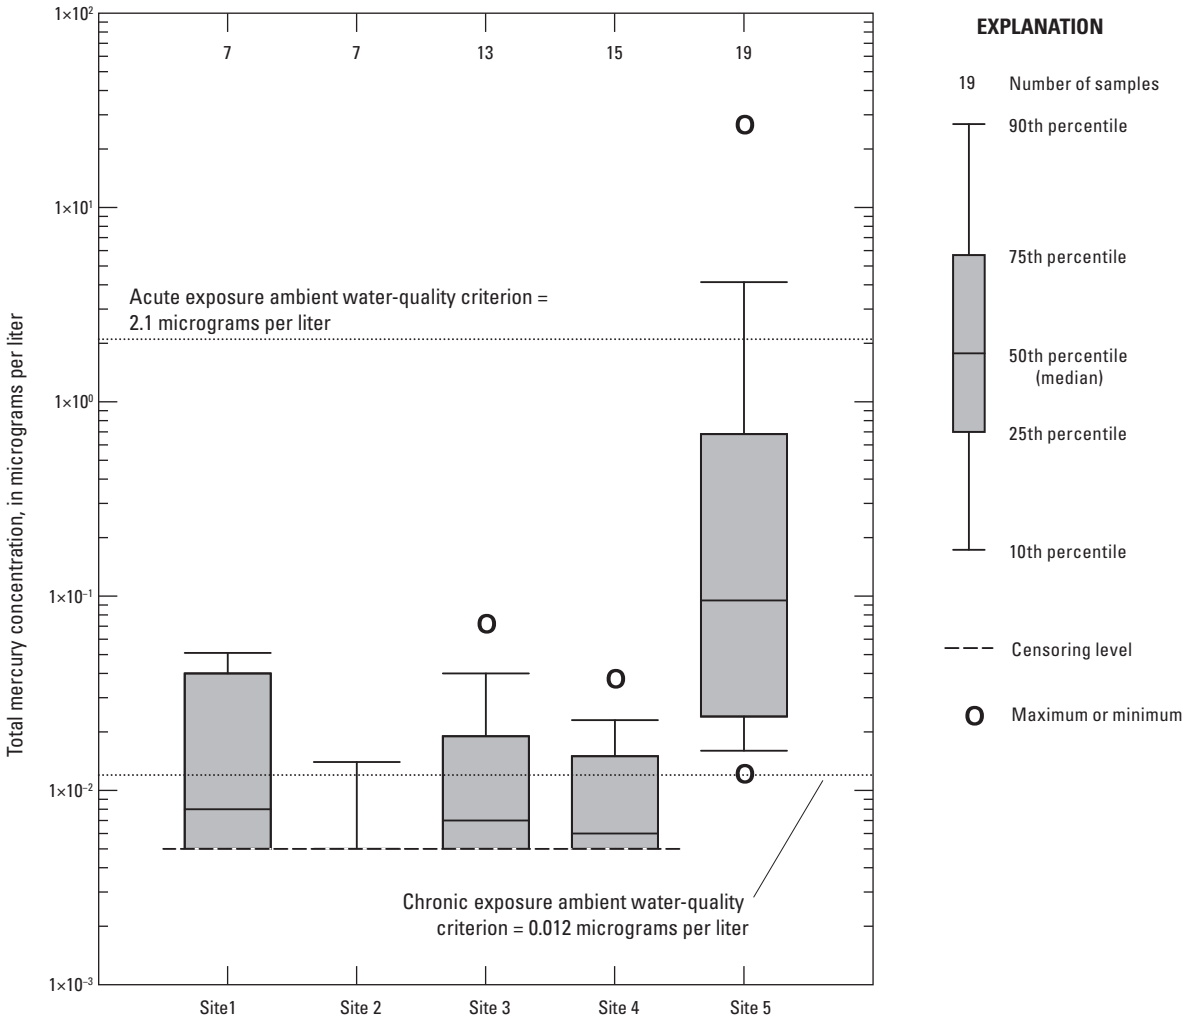 1×10²
7
7
13
15
19
1×10¹
Acute exposure ambient water-quality criterion =
2.1 micrograms per liter
1×10⁰
1×10⁻¹
1×10⁻²
Chronic exposure ambient water-quality
criterion = 0.012 micrograms per liter
1×10⁻³
Total mercury concentration, in micrograms per liter
Site1
Site 2
Site 3
Site 4
Site 5
EXPLANATION
19 Number of samples
90th percentile
75th percentile
50th percentile
(median)
25th percentile
10th percentile
Censoring level
Maximum or minimum